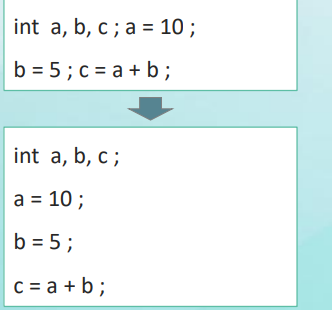 int a, b, c ; a = 10 ;
b = 5 ; c = a + b ;
int a, b, c ;
a = 10 ;
b = 5 ;
c = a + b ;